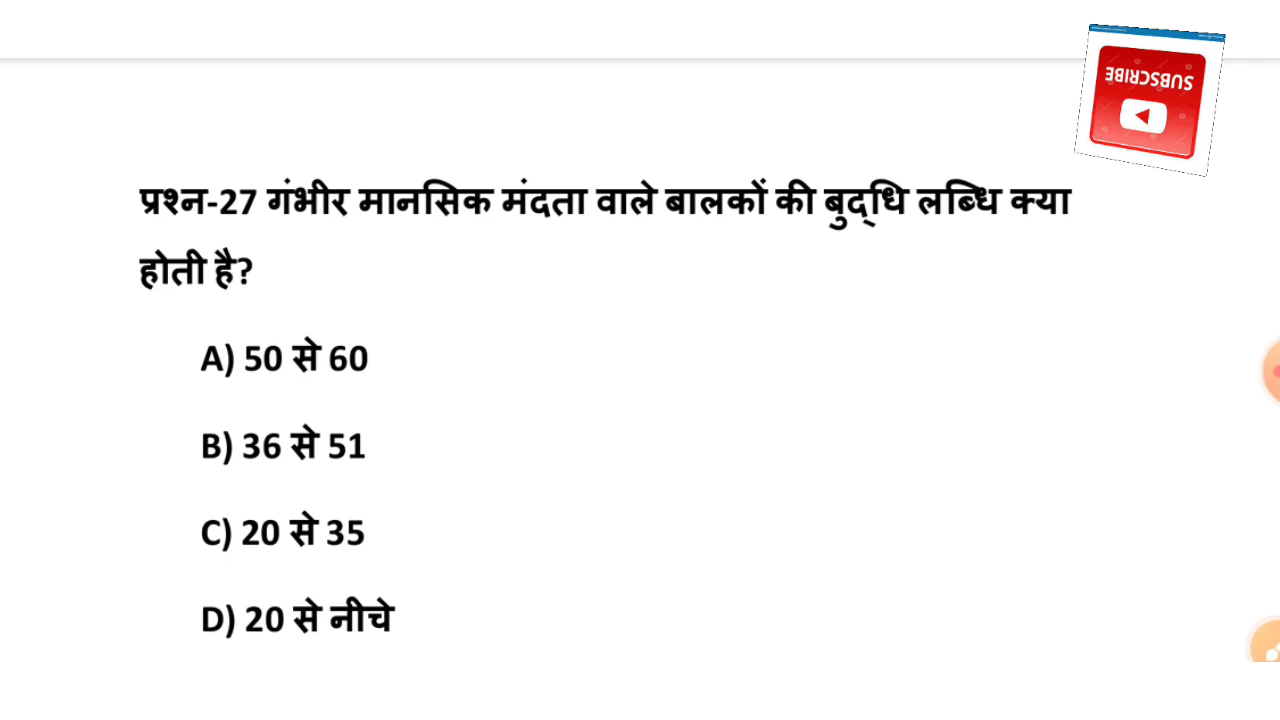 SUBSCRIBE
प्रश्न-27 गंभीर मानसिक मंदता वाले बालकों की बुद्धि लब्धि क्या
होती है?
A) 50 से 60
B) 36 से 51
C) 20 से 35
D) 20 से नीचे